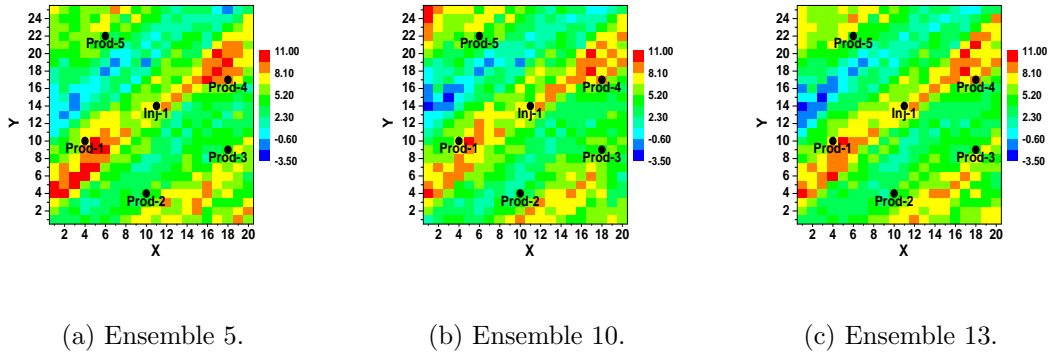 24
22
20
18
16
14
12
10
8
6
4
2
Y
Prod-5
Prod-4
Inj-1
Prod-1
Prod-3
Prod-2
2 4 6 8 10 12 14 16 18 20
X
11.00
8.10
5.20
2.30
-0.60
-3.50
24
22
20
18
16
14
12
10
8
6
4
2
Y
Prod-5
Prod-4
Inj-1
Prod-1
Prod-3
Prod-2
2 4 6 8 10 12 14 16 18 20
X
11.00
8.10
5.20
2.30
-0.60
-3.50
24
22
20
18
16
14
12
10
8
6
4
2
Y
Prod-5
Prod-4
Inj-1
Prod-1
Prod-3
Prod-2
2 4 6 8 10 12 14 16 18 20
X
11.00
8.10
5.20
2.30
-0.60
-3.50
(a) Ensemble 5.
(b) Ensemble 10.
(c) Ensemble 13.